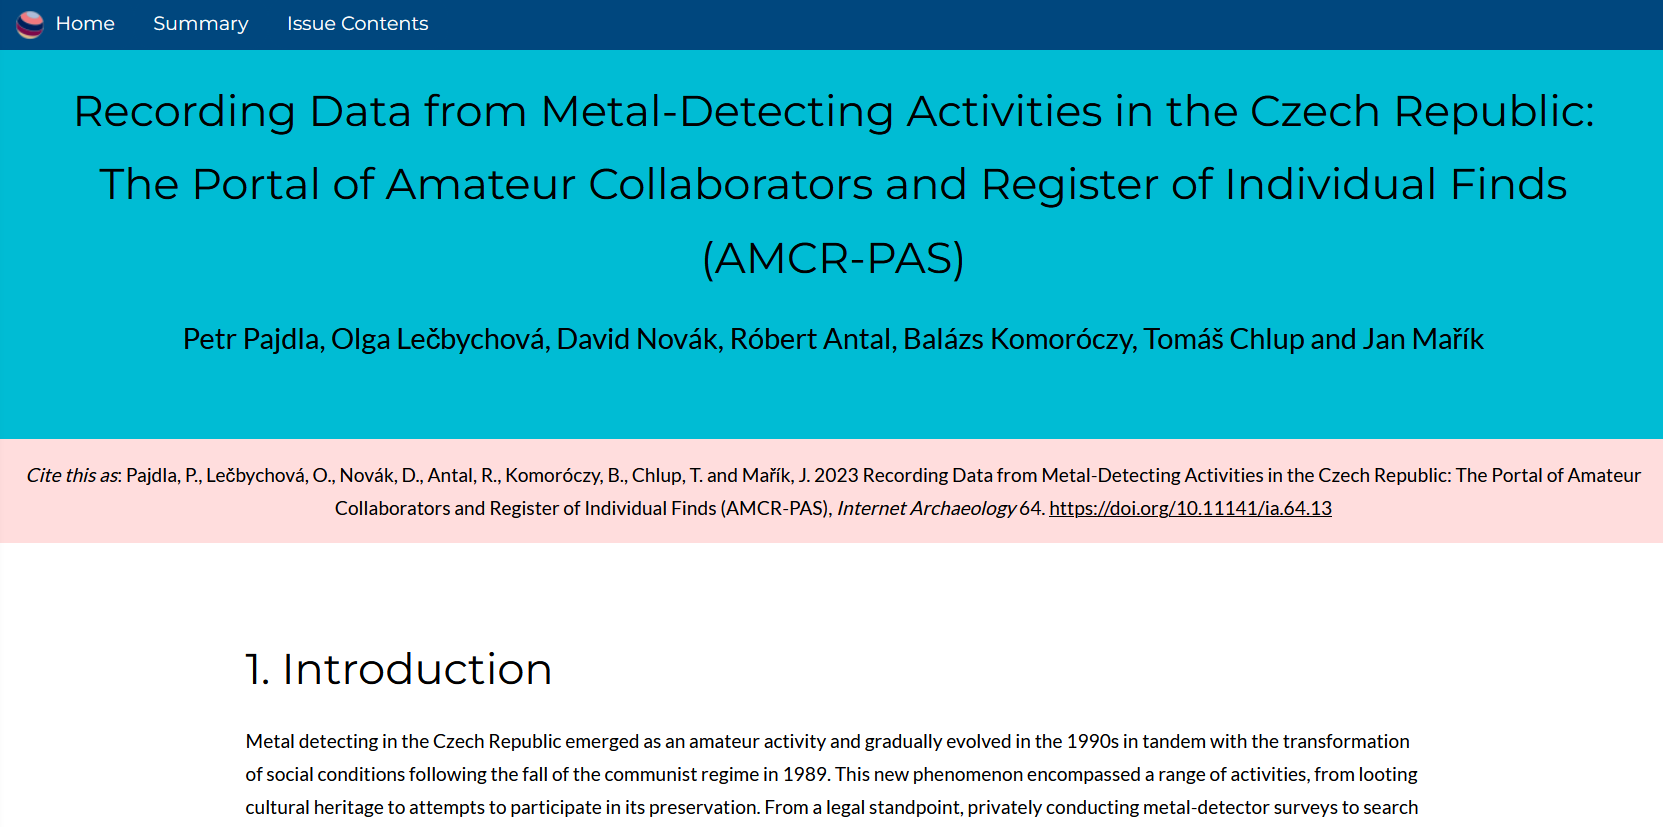 Home Summary Issue Contents
Recording Data from Metal-Detecting Activities in the Czech Republic:
The Portal of Amateur Collaborators and Register of Individual Finds
(AMCR-PAS)
Petr Pajdla, Olga Lečbychová, David Novák, Róbert Antal, Balázs Komoróczy, Tomáš Chlup and Jan Mařík
Cite this as: Pajdla, P., Lečbychová, O., Novák, D., Antal, R., Komoróczy, B., Chlup, T. and Mařík, J. 2023 Recording Data from Metal-Detecting Activities in the Czech Republic: The Portal of Amateur
Collaborators and Register of Individual Finds (AMCR-PAS), Internet Archaeology 64. https://doi.org/10.11141/ia.64.13
1. Introduction
Metal detecting in the Czech Republic emerged as an amateur activity and gradually evolved in the 1990s in tandem with the transformation
of social conditions following the fall of the communist regime in 1989. This new phenomenon encompassed a range of activities, from looting
cultural heritage to attempts to participate in its preservation. From a legal standpoint, privately conducting metal-detector surveys to search